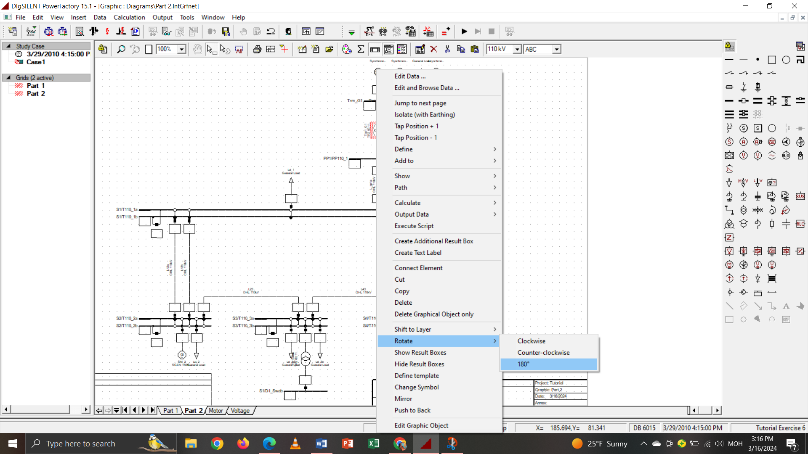 DIgSILENT PowerFactory 15.1 - [Graphic : Diagrams\Part 2.IntGrfnet]
File Edit View Insert Data Calculation Output Tools Window Help
100%
110 kV
ABC
Study Case
3/29/2010 4:15:00 P
Case1
Grids (2 active)
Part 1
Part 2
Edit Data ...
Edit and Browse Data ...
Jump to next page
Isolate (with Earthing)
Tap Position + 1
Tap Position - 1
Define
Add to
Show
Path
Calculate
Output Data
Execute Script
Create Additional Result Box
Create Text Label
Connect Element
Cut
Copy
Delete
Delete Graphical Object only
Shift to Layer
Rotate
Show Result Boxes
Hide Result Boxes
Define template
Change Symbol
Mirror
Push to Back
Edit Graphic Object
Clockwise
Counter-clockwise
180°
Project: Tutorial
Graphic: Part_2
Date: 3/16/2024
Annex:
Part 1 Part 2 Motor Voltage
X= 185.694,Y= 81.341 DB 6015 3/29/2010 4:15:00 PM Tutorial Exercise 6
Type here to search
25°F Sunny
MOH
3:16 PM
3/16/2024